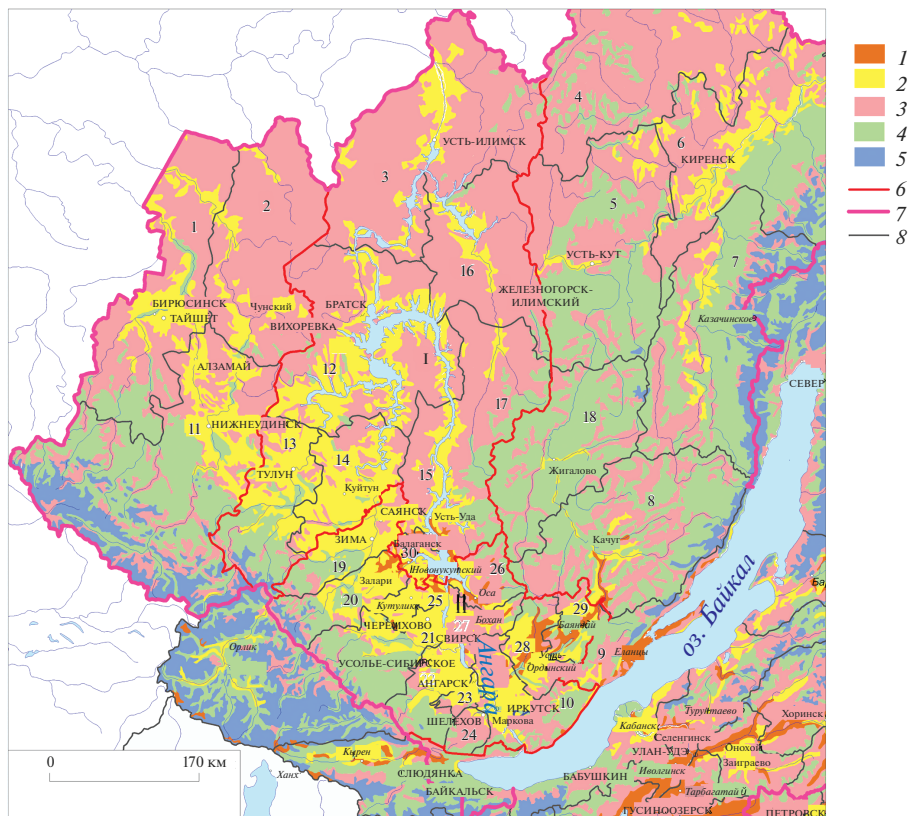 1
2
3
4
5
6
7
8
4
УСТЬ-ИЛИМСК
6
КИРЕНСК
3
2
1
5
7
16
УСТЬ-КУТ
ЖЕЛЕЗНОГОРСК-
ИЛИМСКИЙ
БИРЮСИНСК
ТАЙШЕТ
Чунский
БРАТСК
ВИХОРЕВКА
Казачинское
I
АЛЗАМАЙ
12
17
СЕВЕР
18
11
НИЖНЕУДИНСК
13
14
ТУЛУН
Куйтун
15
Жигалово
8
САЯНСК
Усть-Уда
ЗИМА
Балаганск
30
Качуг
Новонукутский
26
19
Залари
20
Оса
Кутулик
25
II
Бохан
29
Баяндай
27
ЧЕРЕМХОВО
21
СВИРСК
28
Усть-
Ордынский
9
Еланцы
оз. Байкал
Ба
Орлик
УСОЛЬЕ-СИБИРСКОЕ
Ангара
АНГАРСК
23
10
ИРКУТСК
Маркова
ШЕЛЕХОВ
24
Турунтаево
Хоринск
Кабанск
Селенгинск
УЛАН-УДЭ
Онохой
Заиграево
Кырен
0
170 км
Ханх
СЛЮДЯНКА
БАЙКАЛЬСК
БАБУШКИН
Иволгинск
Тарбагатай
ГУСИНООЗЕРСК
ПЕТРОВСК